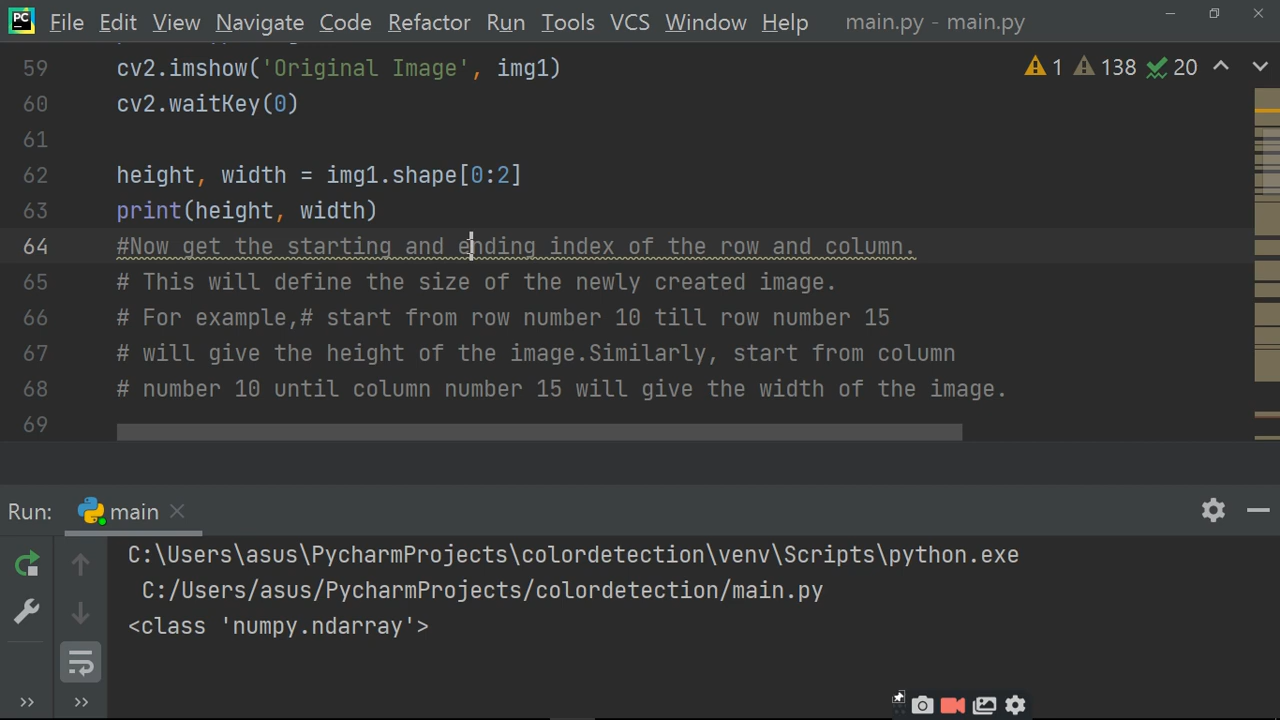 PC File Edit View Navigate Code Refactor Run Tools VCS Window Help main.py - main.py
59 cv2.imshow('Original Image', img1) 1 138 20
60 cv2.waitKey(0)
61
62 height, width = img1.shape[0:2]
63 print(height, width)
64 #Now get the starting and ending index of the row and column.
65 # This will define the size of the newly created image.
66 # For example,# start from row number 10 till row number 15
67 # will give the height of the image.Similarly, start from column
68 # number 10 until column number 15 will give the width of the image.
69
Run: main
C:\Users\asus\PycharmProjects\colordetection\venv\Scripts\python.exe
C:/Users/asus/PycharmProjects/colordetection/main.py
<class 'numpy.ndarray'>